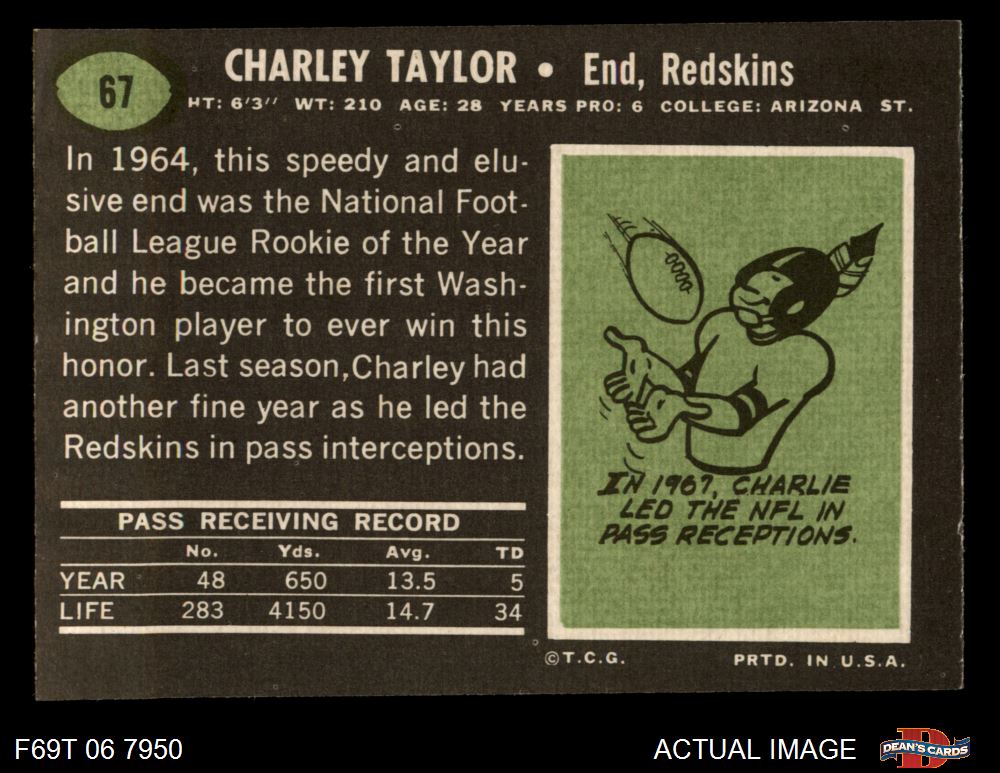 67
CHARLEY TAYLOR • End, Redskins
HT: 6'3'' WT: 210 AGE: 28 YEARS PRO: 6 COLLEGE: ARIZONA ST.
In 1964, this speedy and elu-
sive end was the National Foot-
ball League Rookie of the Year
and he became the first Wash-
ington player to ever win this
honor. Last season,Charley had
another fine year as he led the
Redskins in pass interceptions.
PASS RECEIVING RECORD
No. Yds. Avg. TD
YEAR 48 650 13.5 5
LIFE 283 4150 14.7 34
IN 1967, CHARLIE
LED THE NFL IN
PASS RECEPTIONS.
©T.C.G. PRTD. IN U.S.A.
F69T 06 7950 ACTUAL IMAGE
D
DEAN'S CARDS